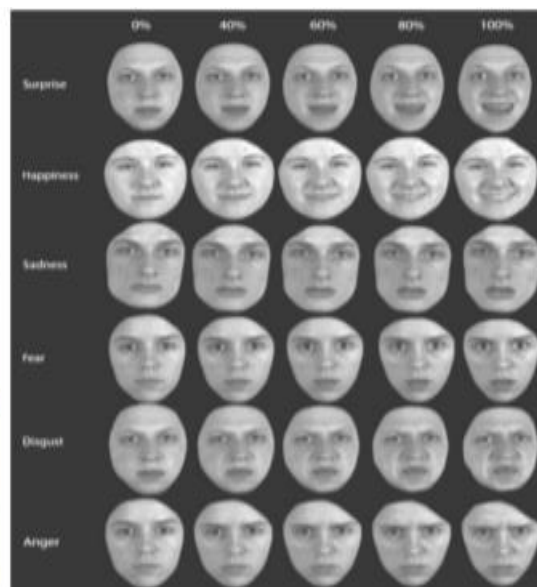 0% 40% 60% 80% 100%
Surprise
Happiness
Sadness
Fear
Disgust
Anger